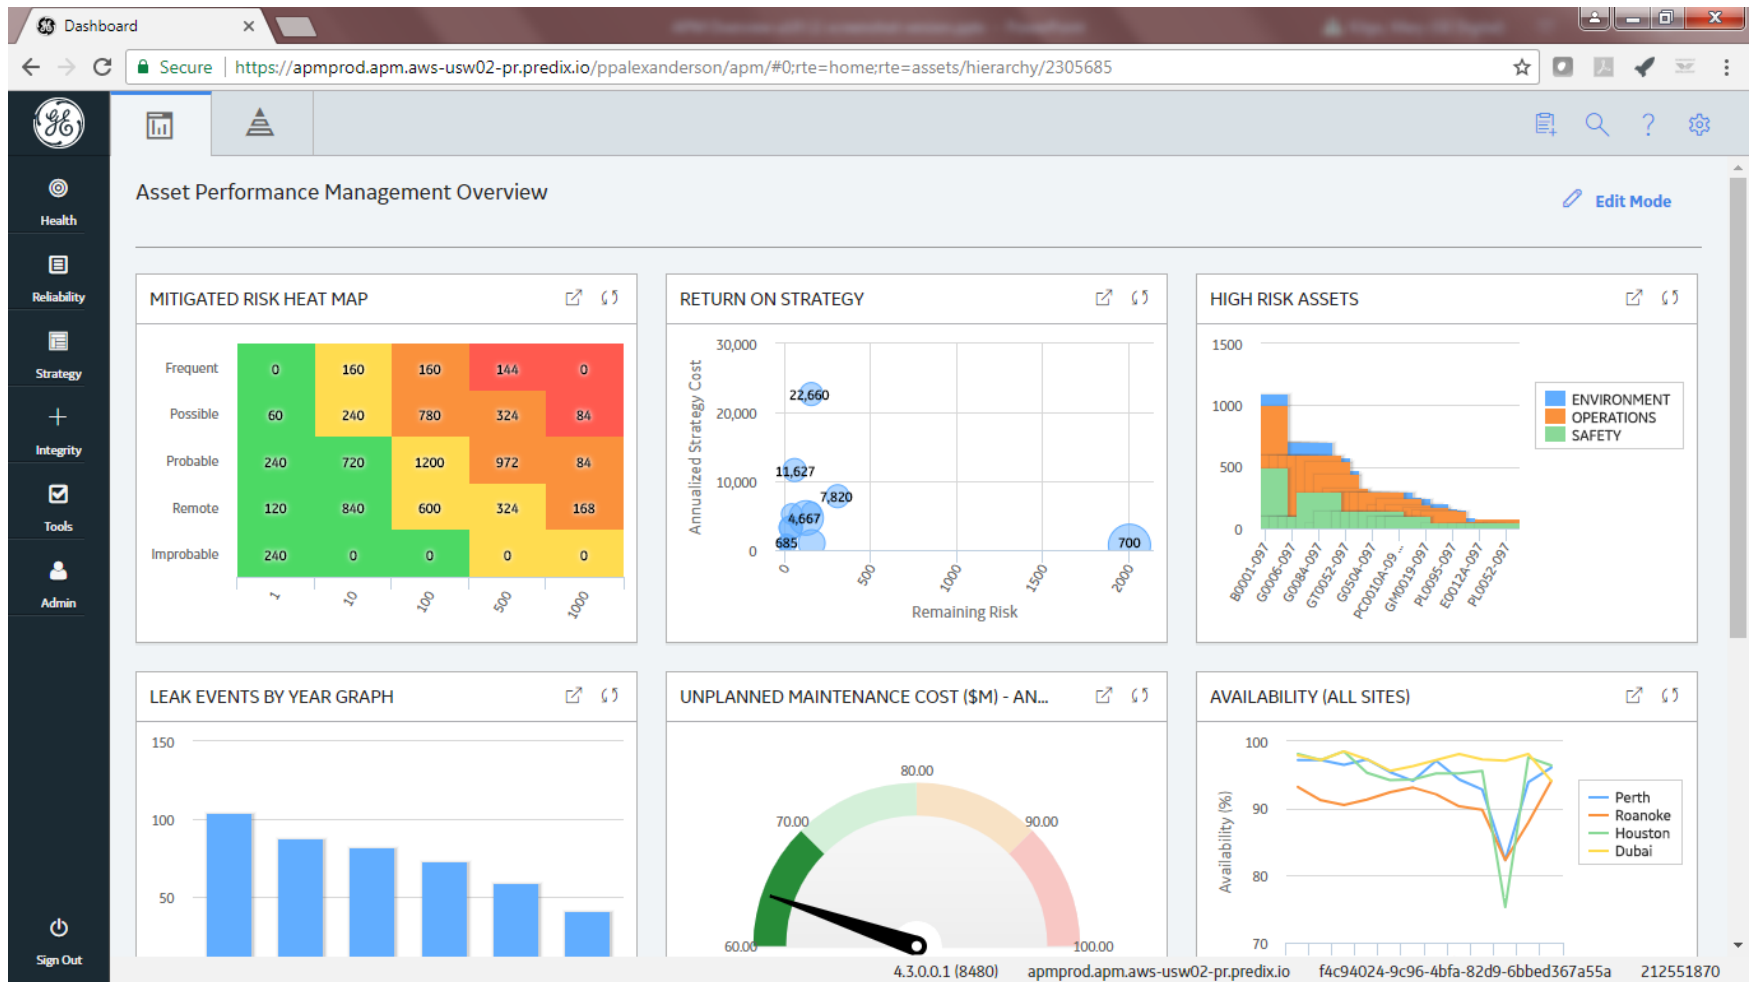 Dashboard
Secure
https://apmprod.apm.aws-usw02-pr.predix.io/ppalexanderson/apm/#0;rte=home;rte=assets/hierarchy/2305685
GE
Health
Reliability
Strategy
Integrity
Tools
Admin
Sign Out
Asset Performance Management Overview
Edit Mode
MITIGATED RISK HEAT MAP
Frequent 0 160 160 144 0
Possible 60 240 780 324 84
Probable 240 720 1200 972 84
Remote 120 840 600 324 168
Improbable 240 0 0 0 0
1 10 100 500 1000
RETURN ON STRATEGY
Annualized Strategy Cost
30,000
20,000
10,000
0
22,660
11,627
7,820
4,667
685
700
0 500 1000 1500 2000
Remaining Risk
HIGH RISK ASSETS
1500
1000
500
0
ENVIRONMENT
OPERATIONS
SAFETY
B0001-097
G0006-097
G0084-097
GT0052-097
G0504-097
PC0010A-09...
GM0019-097
PL0095-097
E0012A-097
PL0052-097
LEAK EVENTS BY YEAR GRAPH
150
100
50
UNPLANNED MAINTENANCE COST ($M) - AN...
60.00
70.00
80.00
90.00
100.00
AVAILABILITY (ALL SITES)
Availability (%)
100
90
80
70
Perth
Roanoke
Houston
Dubai
4.3.0.0.1 (8480) apmprod.apm.aws-usw02-pr.predix.io f4c94024-9c96-4bfa-82d9-6bbed367a55a 212551870